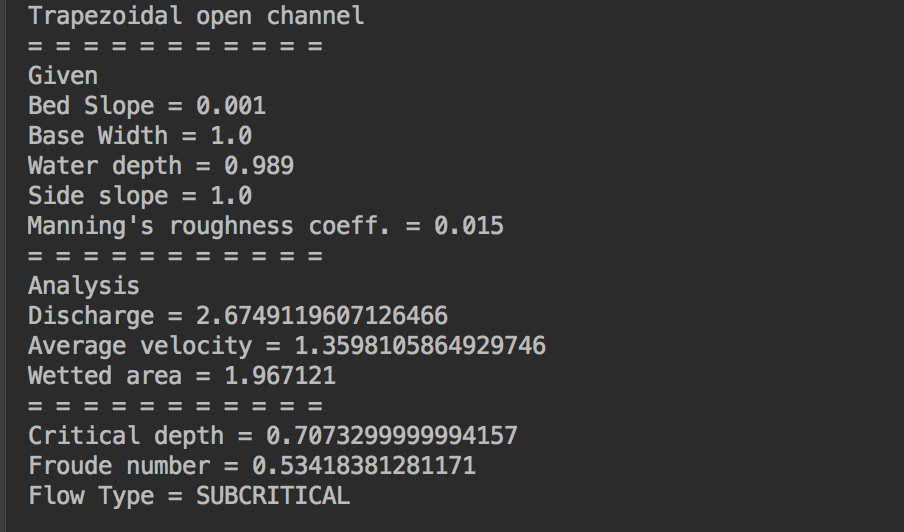 Trapezoidal open channel
= = = = = = = = = = =
Given
Bed Slope = 0.001
Base Width = 1.0
Water depth = 0.989
Side slope = 1.0
Manning's roughness coeff. = 0.015
= = = = = = = = = = =
Analysis
Discharge = 2.6749119607126466
Average velocity = 1.3598105864929746
Wetted area = 1.967121
= = = = = = = = = = =
Critical depth = 0.7073299999994157
Froude number = 0.53418381281171
Flow Type = SUBCRITICAL